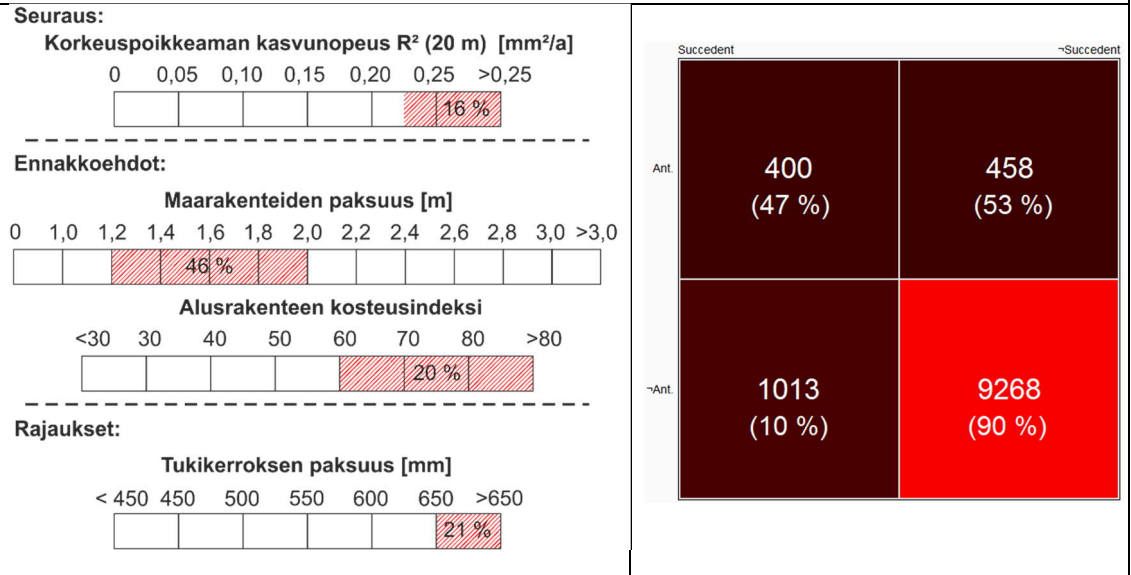 Seuraus:
Korkeuspoikkeaman kasvunopeus R² (20 m) [mm²/a]
0 0,05 0,10 0,15 0,20 0,25 >0,25
16 %
Ennakkoehdot:
Maarakenteiden paksuus [m]
0 1,0 1,2 1,4 1,6 1,8 2,0 2,2 2,4 2,6 2,8 3,0 >3,0
46 %
Alusrakenteen kosteusindeksi
<30 30 40 50 60 70 80 >80
20 %
Rajaukset:
Tukikerroksen paksuus [mm]
< 450 450 500 550 600 650 >650
21 %
Succedent ¬Succedent
Ant. 400 458
(47 %) (53 %)
¬Ant. 1013 9268
(10 %) (90 %)